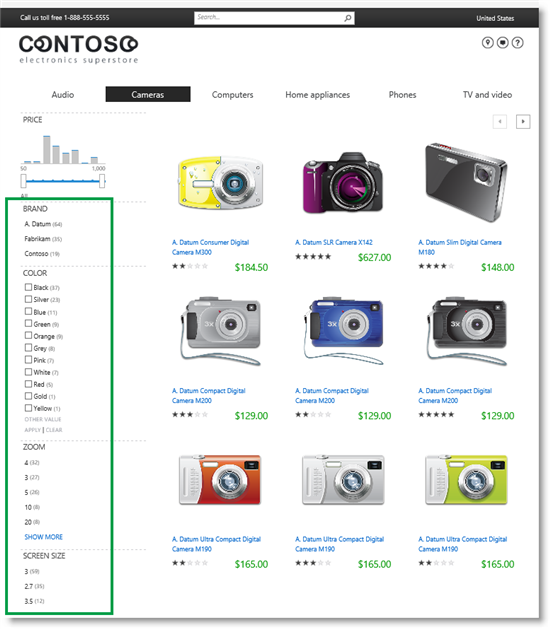 Call us toll free 1-888-555-5555
Search...
United States
CONTOSO
electronics superstore
?
Audio
Cameras
Computers
Home appliances
Phones
TV and video
PRICE
50 1,000
All
BRAND
A. Datum (64)
Fabrikam (35)
Contoso (19)
COLOR
Black (37)
Silver (23)
Blue (11)
Green (9)
Orange (9)
Grey (8)
Pink (7)
White (7)
Red (5)
Gold (1)
Yellow (1)
OTHER VALUE
APPLY | CLEAR
ZOOM
4 (32)
3 (27)
5 (26)
10 (8)
20 (8)
SHOW MORE
SCREEN SIZE
3 (59)
2.7 (35)
3.5 (12)
A. Datum Consumer Digital
Camera M300
$184.50
A. Datum SLR Camera X142
$627.00
A. Datum Slim Digital Camera
M180
$148.00
3x
A. Datum Compact Digital
Camera M200
$129.00
3x
A. Datum Compact Digital
Camera M200
$129.00
3x
A. Datum Compact Digital
Camera M200
$129.00
A. Datum Ultra Compact Digital
Camera M190
$165.00
A. Datum Ultra Compact Digital
Camera M190
$165.00
A. Datum Ultra Compact Digital
Camera M190
$165.00